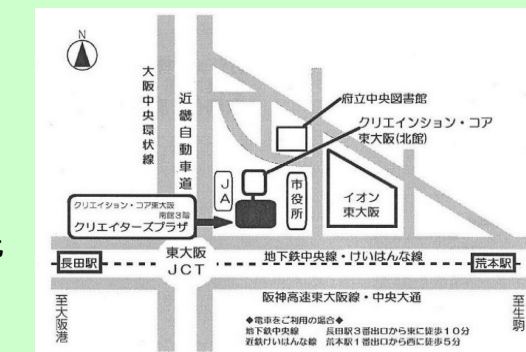 N
大阪中央環状線
近畿自動車道
府立中央図書館
クリエインション・コア
東大阪(北館)
JA
市役所
イオン
東大阪
クリエイション・コア東大阪
南館3階
クリエイターズプラザ
長田駅
東大阪
JCT
地下鉄中央線・けいはんな線
荒本駅
至大阪港
阪神高速東大阪線・中央大通
至生駒
◆電車をご利用の場合◆
地下鉄中央線 長田駅3番出口から東に徒歩10分
近鉄けいはんな線 荒本駅1番出口から西に徒歩5分